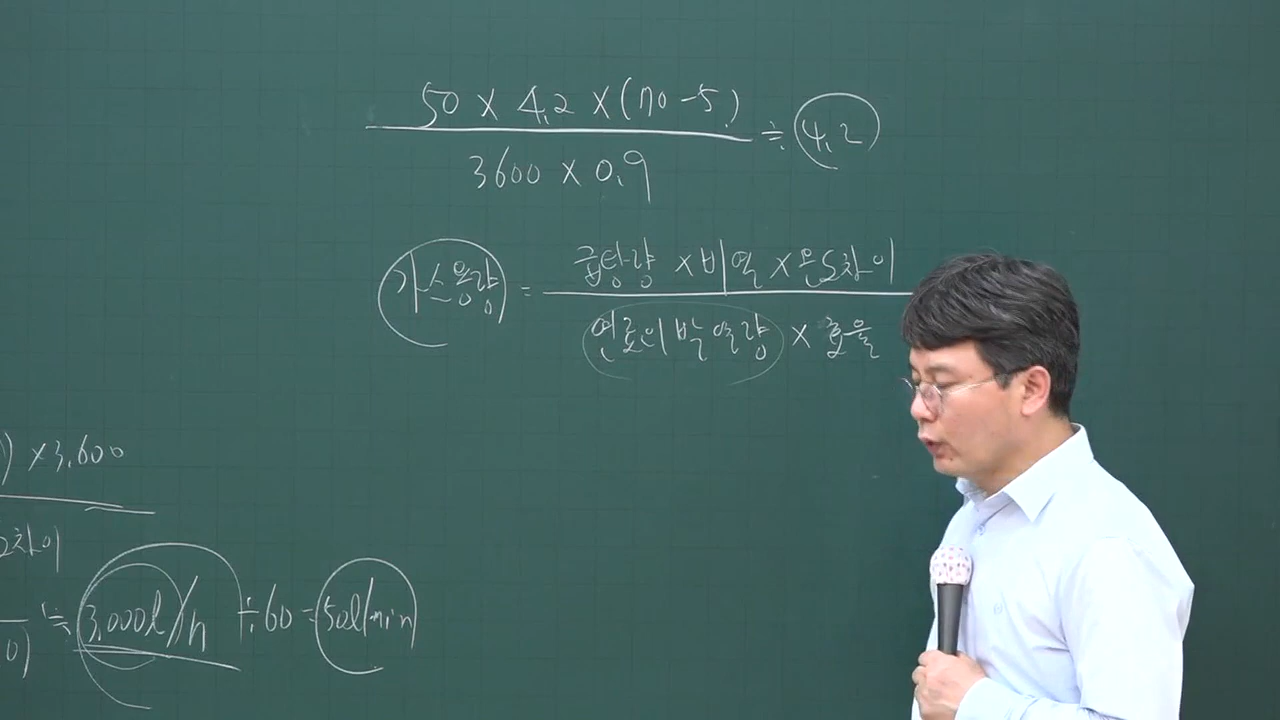 50 × 4.2 × (70 - 5)
3600 × 0.9
≒ 4.2
가스용량 = 급탕량 × 비열 × 온도차이
연료의 발열량 × 효율
) × 3.600
차이
0)
≒ 3.000l/h ÷ 60 = 50l/min